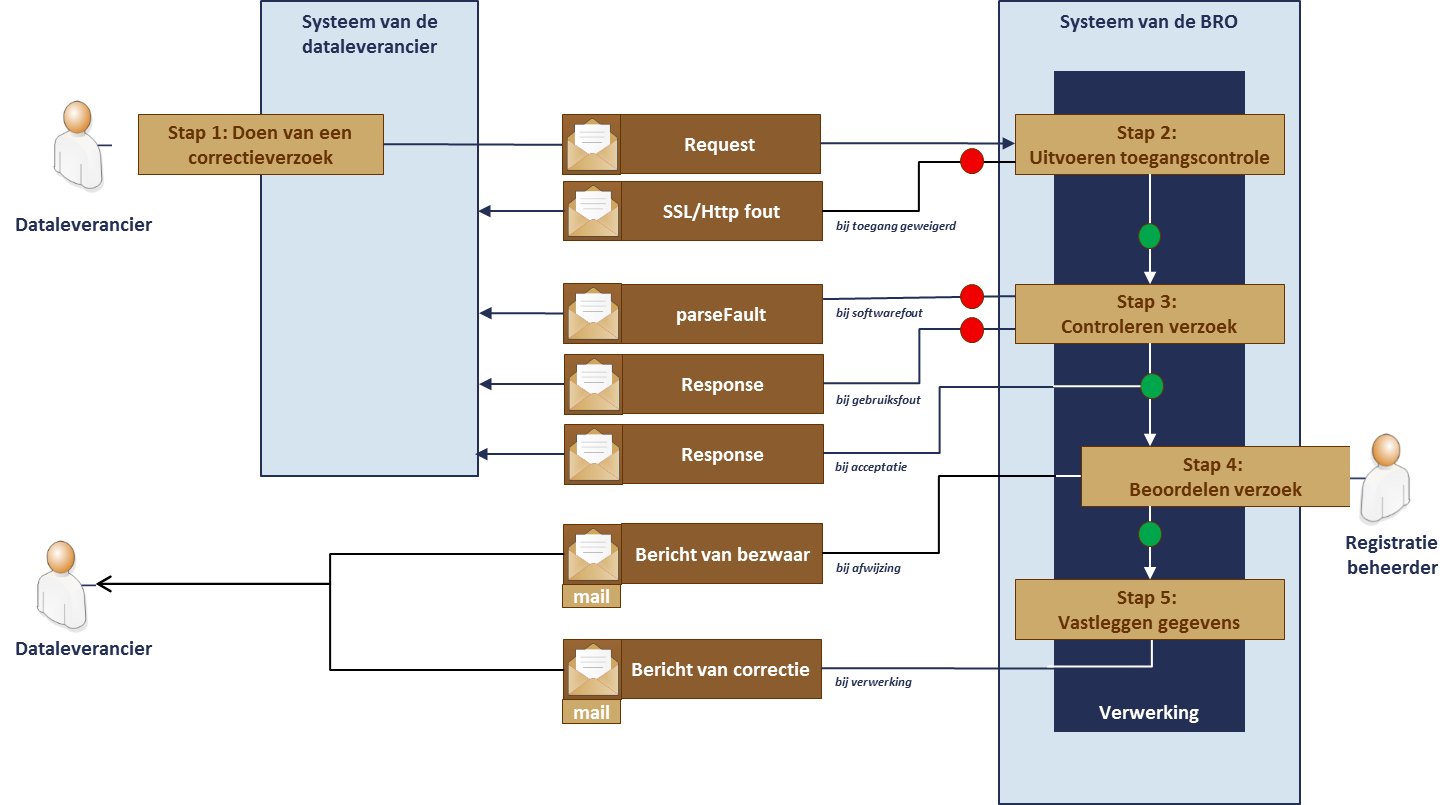 Systeem van de
dataleverancier
Systeem van de BRO
Stap 1: Doen van een
correctieverzoek
Request
Stap 2:
Uitvoeren toegangscontrole
Dataleverancier
SSL/Http fout
bij toegang geweigerd
parseFault
bij softwarefout
Stap 3:
Controleren verzoek
Response
bij gebruiksfout
Response
bij acceptatie
Stap 4:
Beoordelen verzoek
Registratie
beheerder
Bericht van bezwaar
bij afwijzing
mail
Stap 5:
Vastleggen gegevens
Dataleverancier
Bericht van correctie
bij verwerking
mail
Verwerking